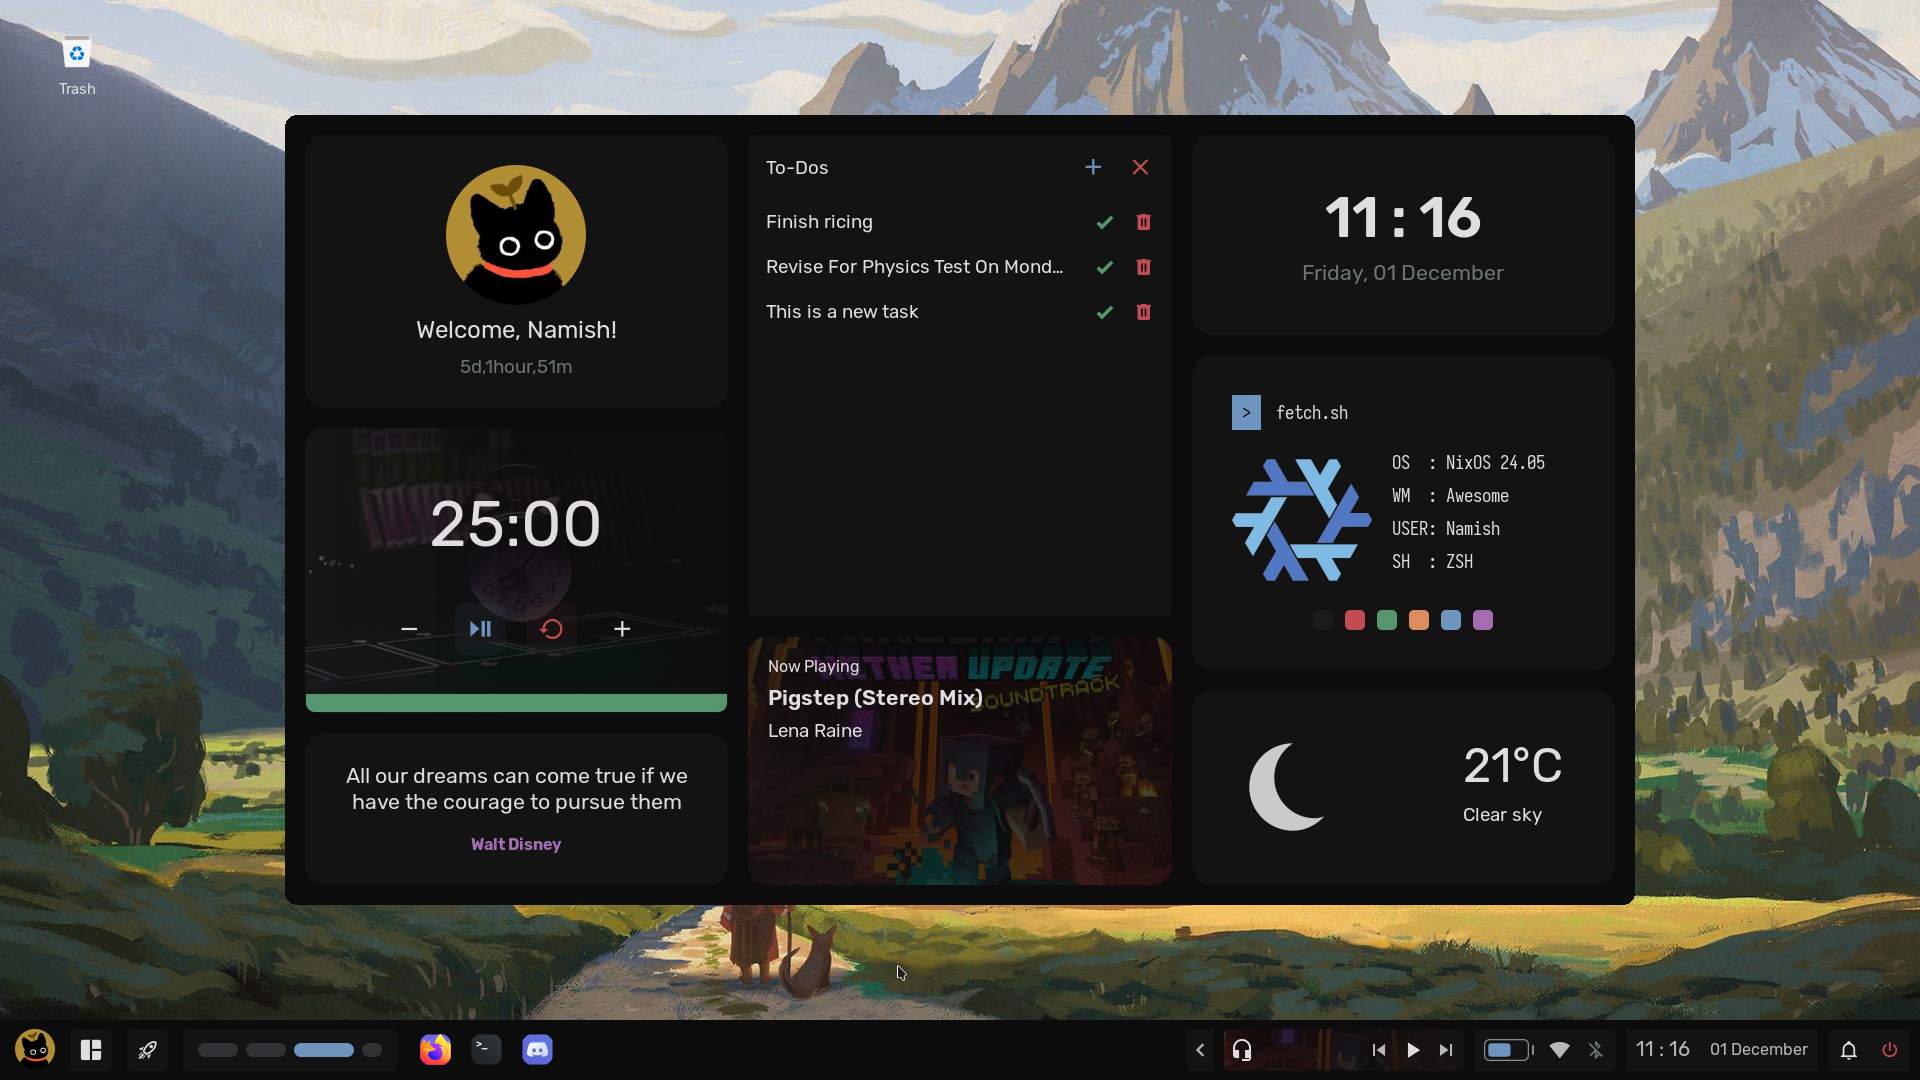 Trash
Welcome, Namish!
5d,1hour,51m
25:00
All our dreams can come true if we
have the courage to pursue them
Walt Disney
To-Dos
Finish ricing
Revise For Physics Test On Mond...
This is a new task
NETHER UPDATE
SOUNDTRACK
Now Playing
Pigstep (Stereo Mix)
Lena Raine
11 : 16
Friday, 01 December
> fetch.sh
OS : NixOS 24.05
WM : Awesome
USER: Namish
SH : ZSH
21°C
Clear sky
>_
11 : 16
01 December